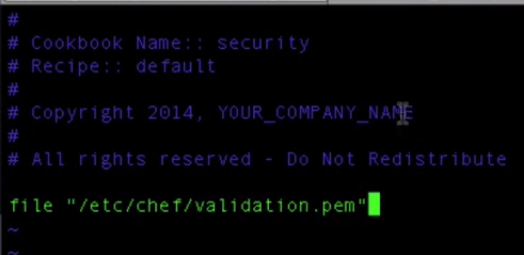 #
# Cookbook Name:: security
# Recipe:: default
#
# Copyright 2014, YOUR_COMPANY_NAME
#
# All rights reserved - Do Not Redistribute

file "/etc/chef/validation.pem"
~
~